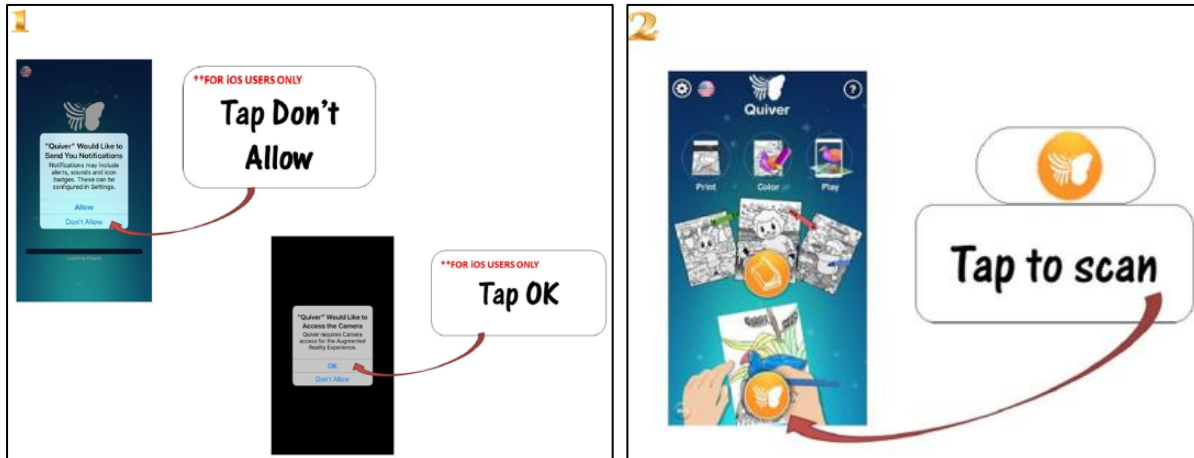 1
**FOR iOS USERS ONLY
Tap Don't
Allow
"Quiver" Would Like to
Send You Notifications
Notifications may include
alerts, sounds and icon
badges. These can be
configured in Settings.
Allow
Don't Allow
Loading Pages
**FOR iOS USERS ONLY
Tap OK
"Quiver" Would Like to
Access the Camera
Quiver requires Camera
access for the Augmented
Reality Experience.
OK
Don't Allow
2
?
Quiver
Print
Color
Play
Tap to scan